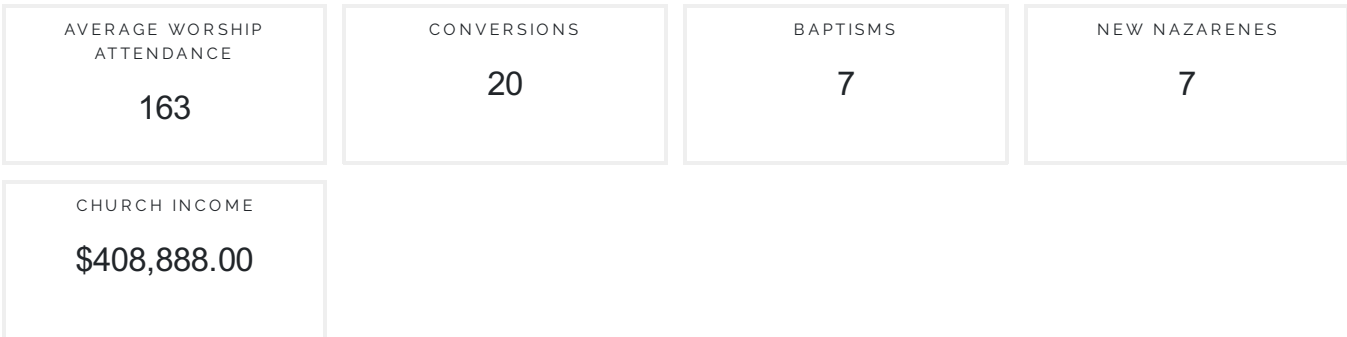 AVERAGE WORSHIP
ATTENDANCE
163
CONVERSIONS
20
BAPTISMS
7
NEW NAZARENES
7
CHURCH INCOME
$408,888.00